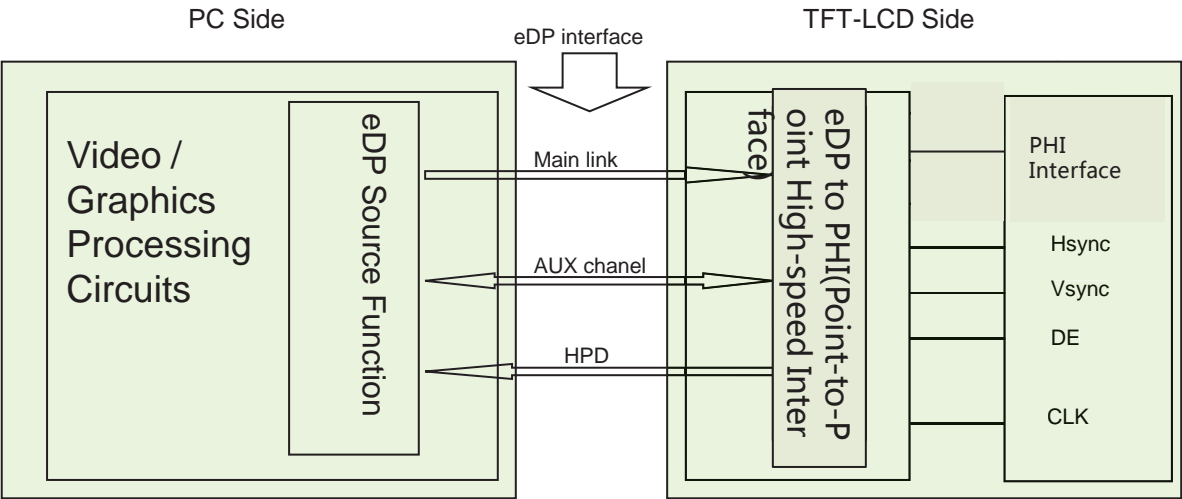 PC Side
TFT-LCD Side
eDP interface
Video /
Graphics
Processing
Circuits
eDP Source Function
Main link
AUX chanel
HPD
eDP to PHI(Point-to-P
oint High-speed Inter
face)
PHI
Interface
Hsync
Vsync
DE
CLK